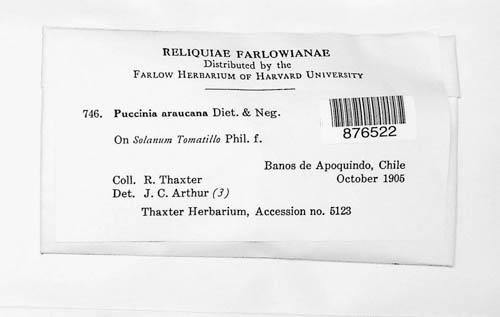 RELIQUIAE FARLOWIANAE
Distributed by the
FARLOW HERBARIUM OF HARVARD UNIVERSITY
746. Puccinia araucana Diet. & Neg.
876522
On Solanum Tomatillo Phil. f.
Banos de Apoquindo, Chile
Coll. R. Thaxter October 1905
Det. J. C. Arthur (3)
Thaxter Herbarium, Accession no. 5123